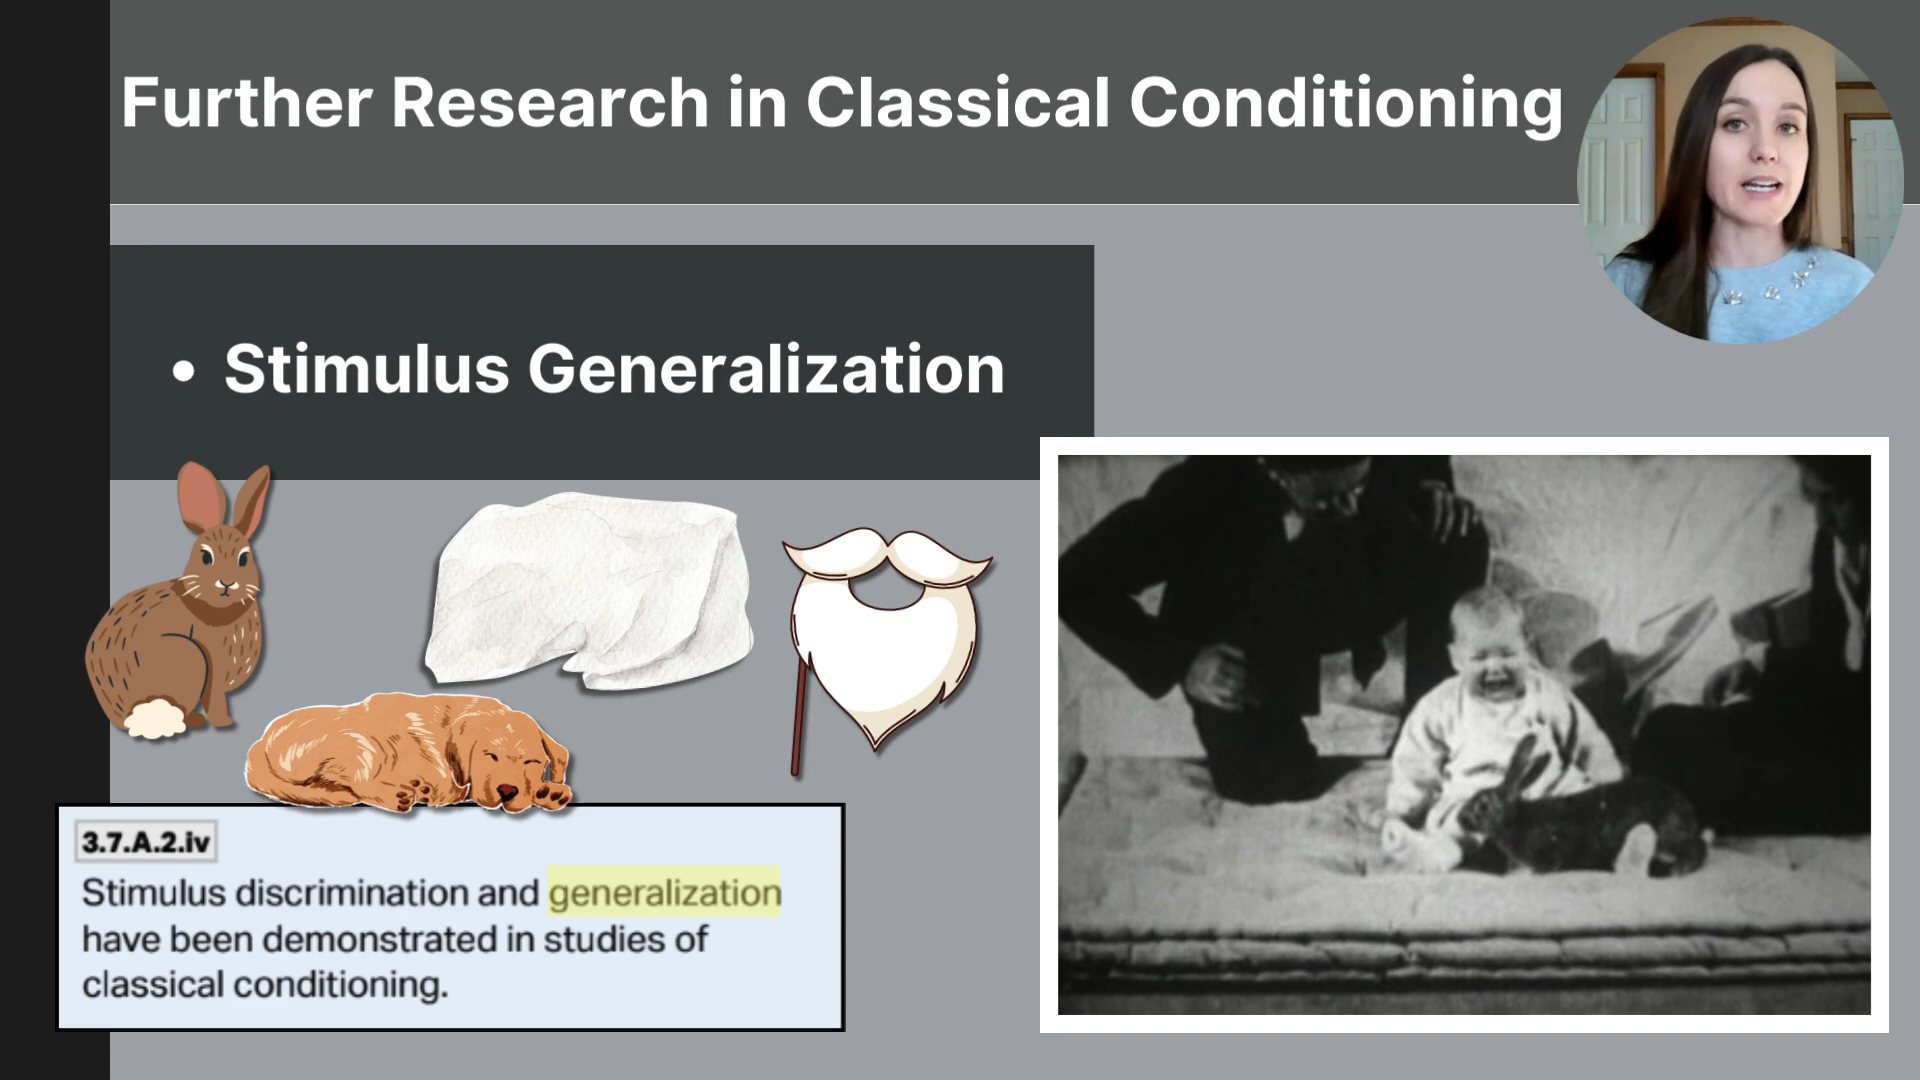 Further Research in Classical Conditioning
• Stimulus Generalization
3.7.A.2.iv
Stimulus discrimination and generalization
have been demonstrated in studies of
classical conditioning.